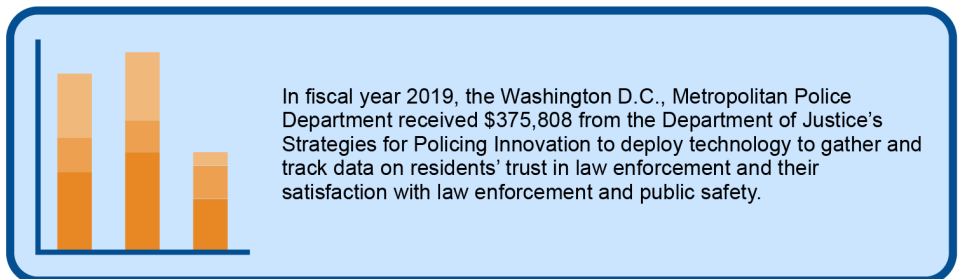 In fiscal year 2019, the Washington D.C., Metropolitan Police
Department received $375,808 from the Department of Justice's
Strategies for Policing Innovation to deploy technology to gather and
track data on residents' trust in law enforcement and their
satisfaction with law enforcement and public safety.